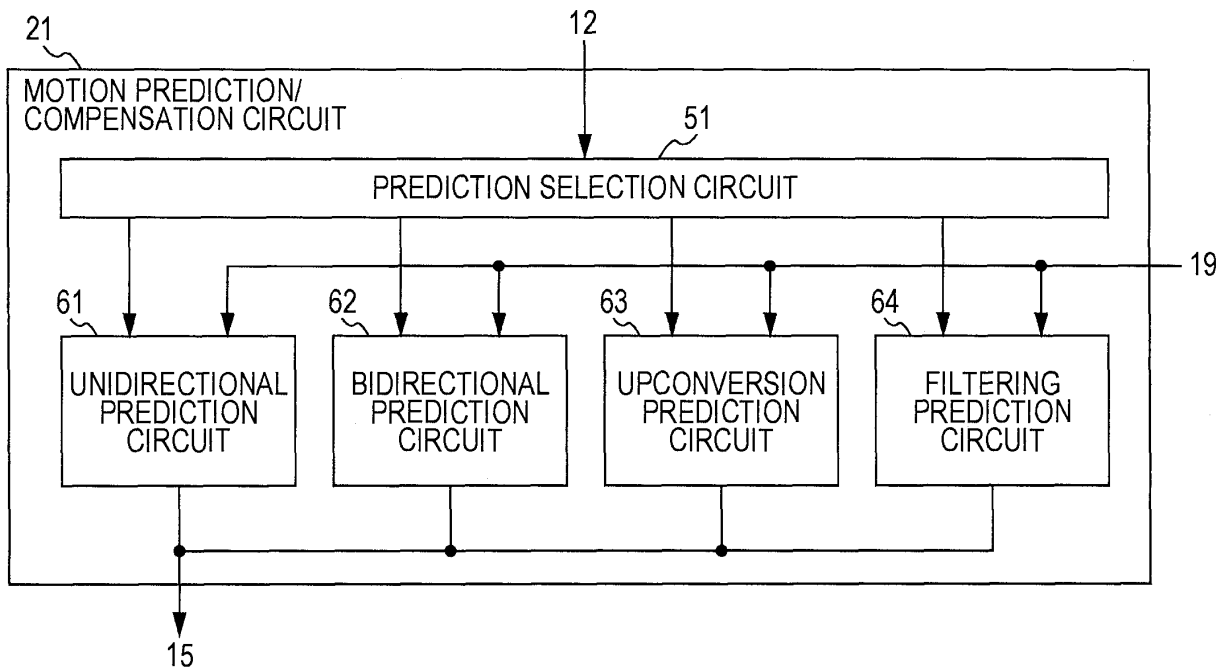 21
12
MOTION PREDICTION/
COMPENSATION CIRCUIT
51
PREDICTION SELECTION CIRCUIT
19
61
62
63
64
UNIDIRECTIONAL
PREDICTION
CIRCUIT
BIDIRECTIONAL
PREDICTION
CIRCUIT
UPCONVERSION
PREDICTION
CIRCUIT
FILTERING
PREDICTION
CIRCUIT
15